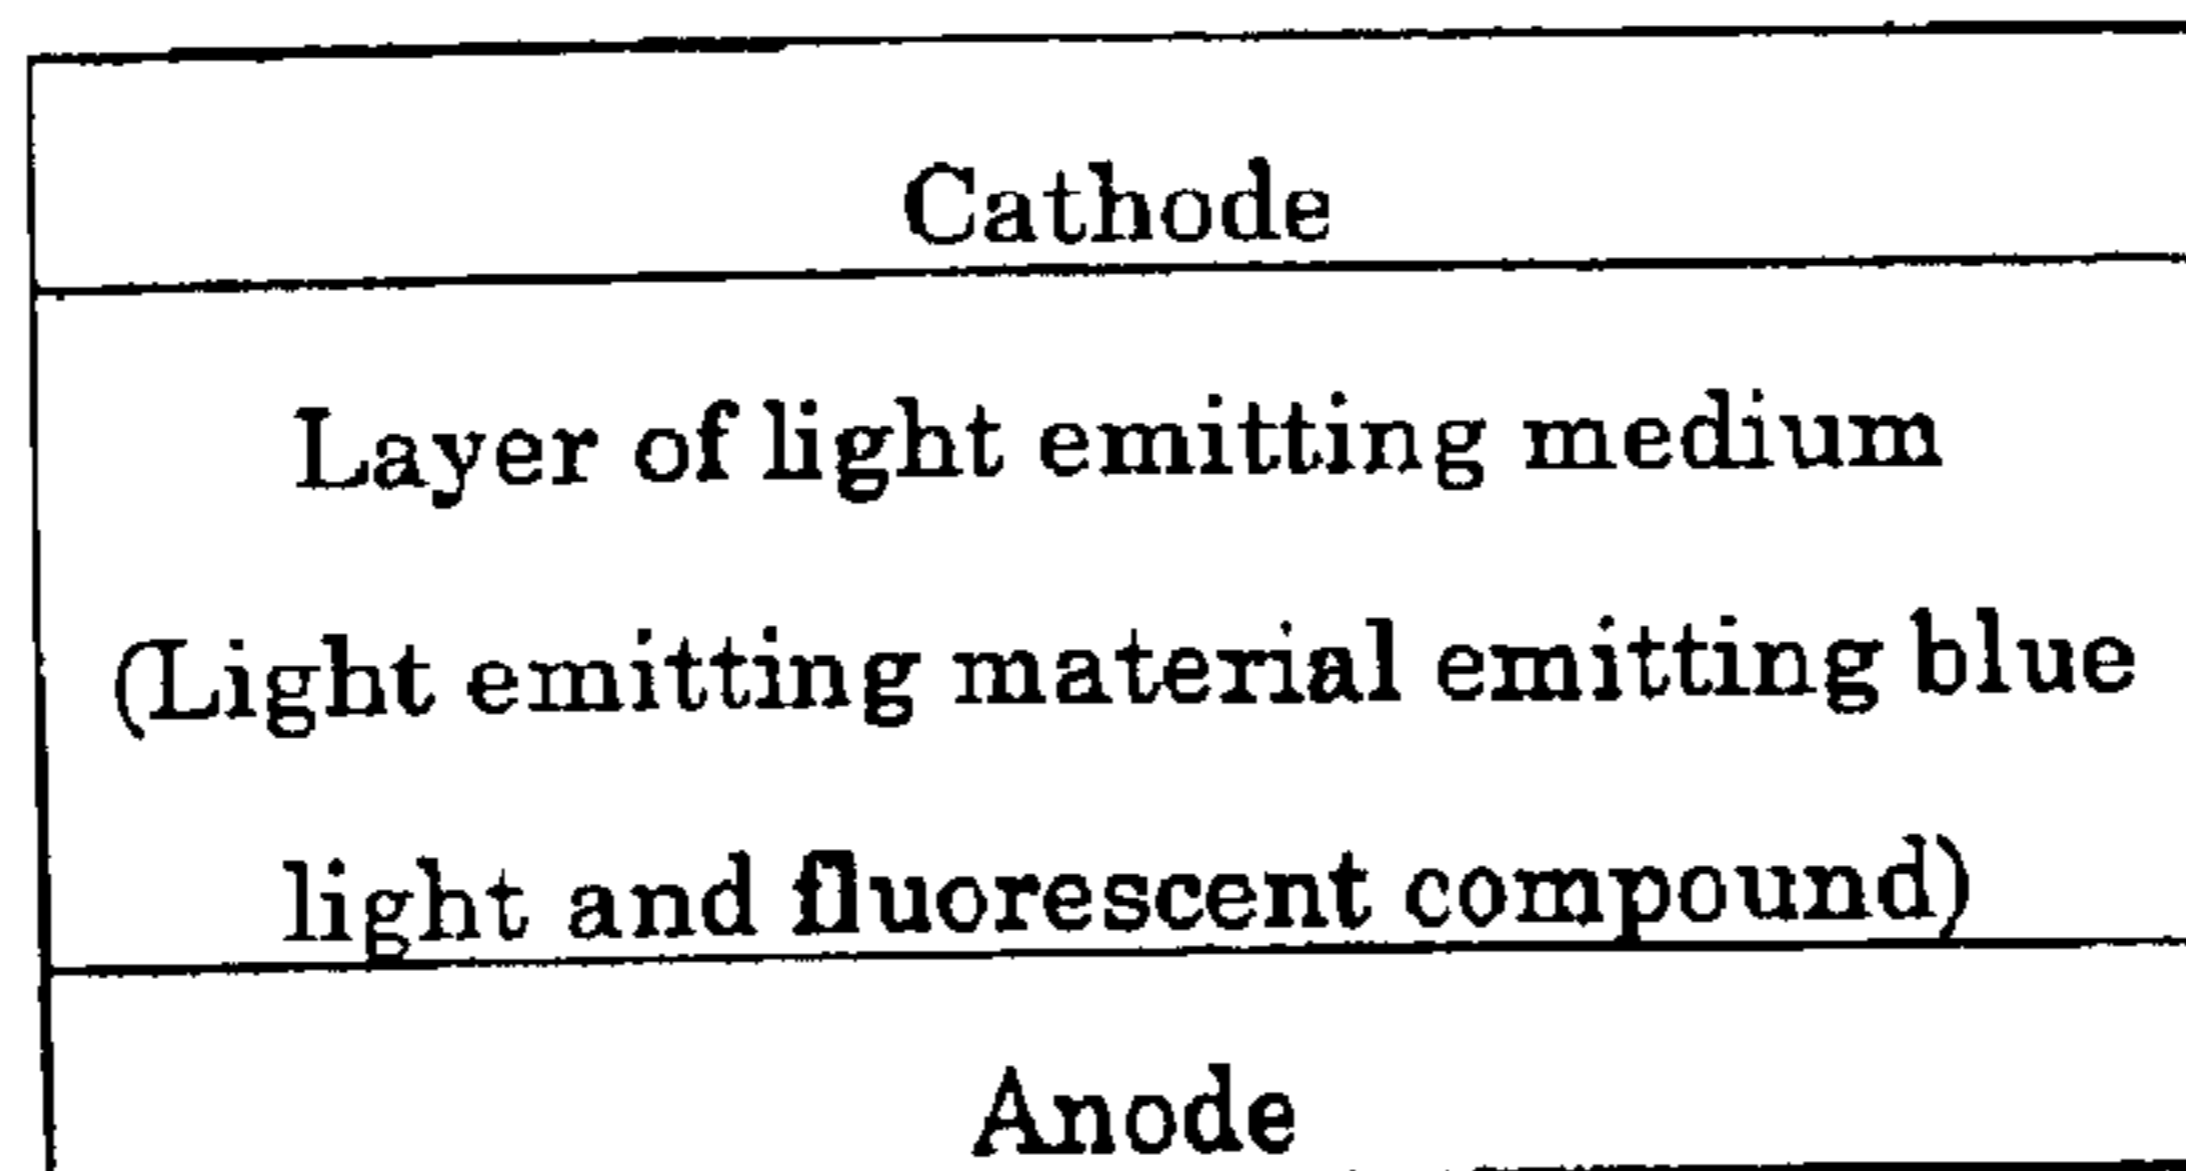 Cathode
Layer of light emitting medium
(Light emitting material emitting blue
light and fluorescent compound)
Anode